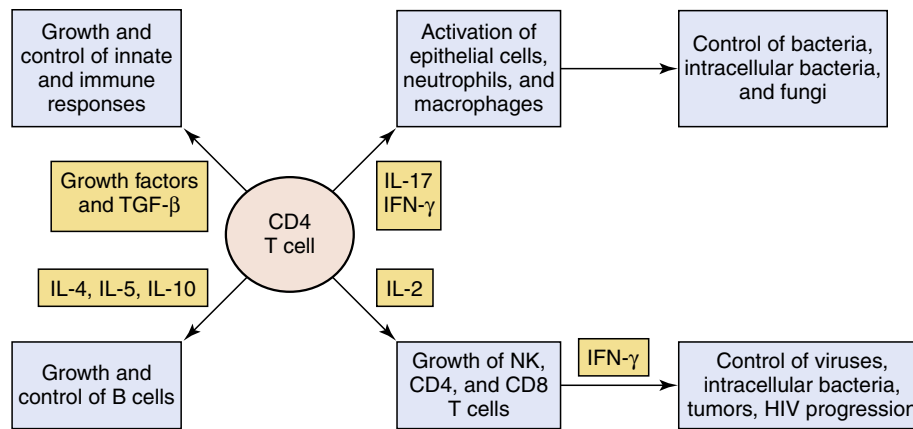 Growth and
control of innate
and immune
responses
Activation of
epithelial cells,
neutrophils, and
macrophages
Control of bacteria,
intracellular bacteria,
and fungi
Growth factors
and TGF-β
IL-17
IFN-γ
CD4
T cell
IL-4, IL-5, IL-10
IL-2
Growth and
control of B cells
Growth of NK,
CD4, and CD8
T cells
IFN-γ
Control of viruses,
intracellular bacteria,
tumors, HIV progression